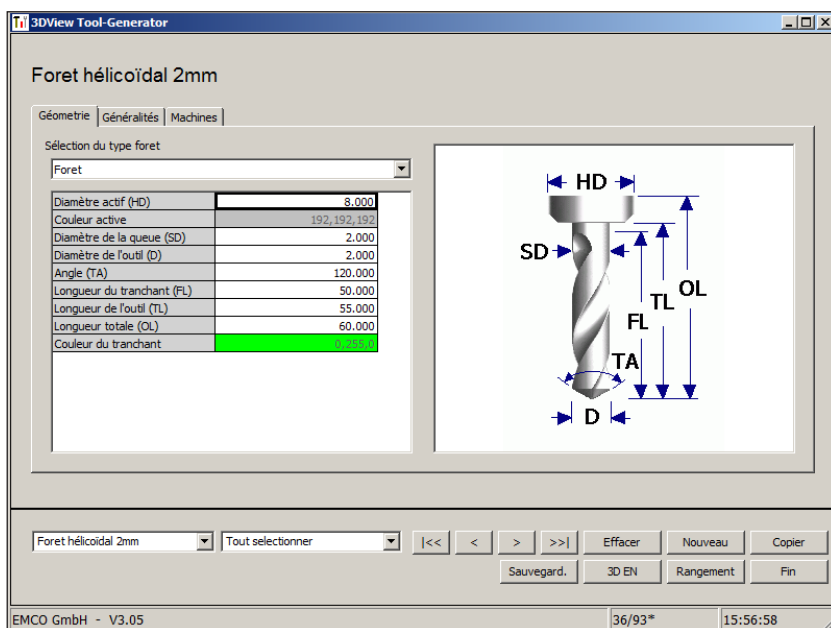 3DView Tool-Generator
Foret hélicoïdal 2mm
Géometrie Généralités Machines
Sélection du type foret
Foret
Diamètre actif (HD) 8.000
Couleur active 192,192,192
Diamètre de la queue (SD) 2.000
Diamètre de l'outil (D) 2.000
Angle (TA) 120.000
Longueur du tranchant (FL) 50.000
Longueur de l'outil (TL) 55.000
Longueur totale (OL) 60.000
Couleur du tranchant 0,255,0
HD
SD
OL
TL
FL
TA
D
Foret hélicoïdal 2mm Tout selectionner |<< < > >>| Effacer Nouveau Copier
Sauvegard. 3D EN Rangement Fin
EMCO GmbH - V3.05 36/93* 15:56:58